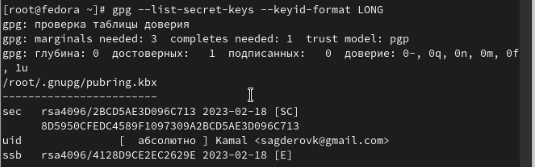 [root@fedora ~]# gpg --list-secret-keys --keyid-format LONG
gpg: проверка таблицы доверия
gpg: marginals needed: 3  completes needed: 1  trust model: pgp
gpg: глубина: 0  достоверных:   1  подписанных:   0  доверие: 0-, 0q, 0n, 0m, 0f
, 1u
/root/.gnupg/pubring.kbx
------------------------
sec   rsa4096/2BCD5AE3D096C713 2023-02-18 [SC]
      8D5950CFEDC4589F1097309A2BCD5AE3D096C713
uid               [  абсолютно ] Kamal <sagderovk@gmail.com>
ssb   rsa4096/4128D9CE2EC2629E 2023-02-18 [E]